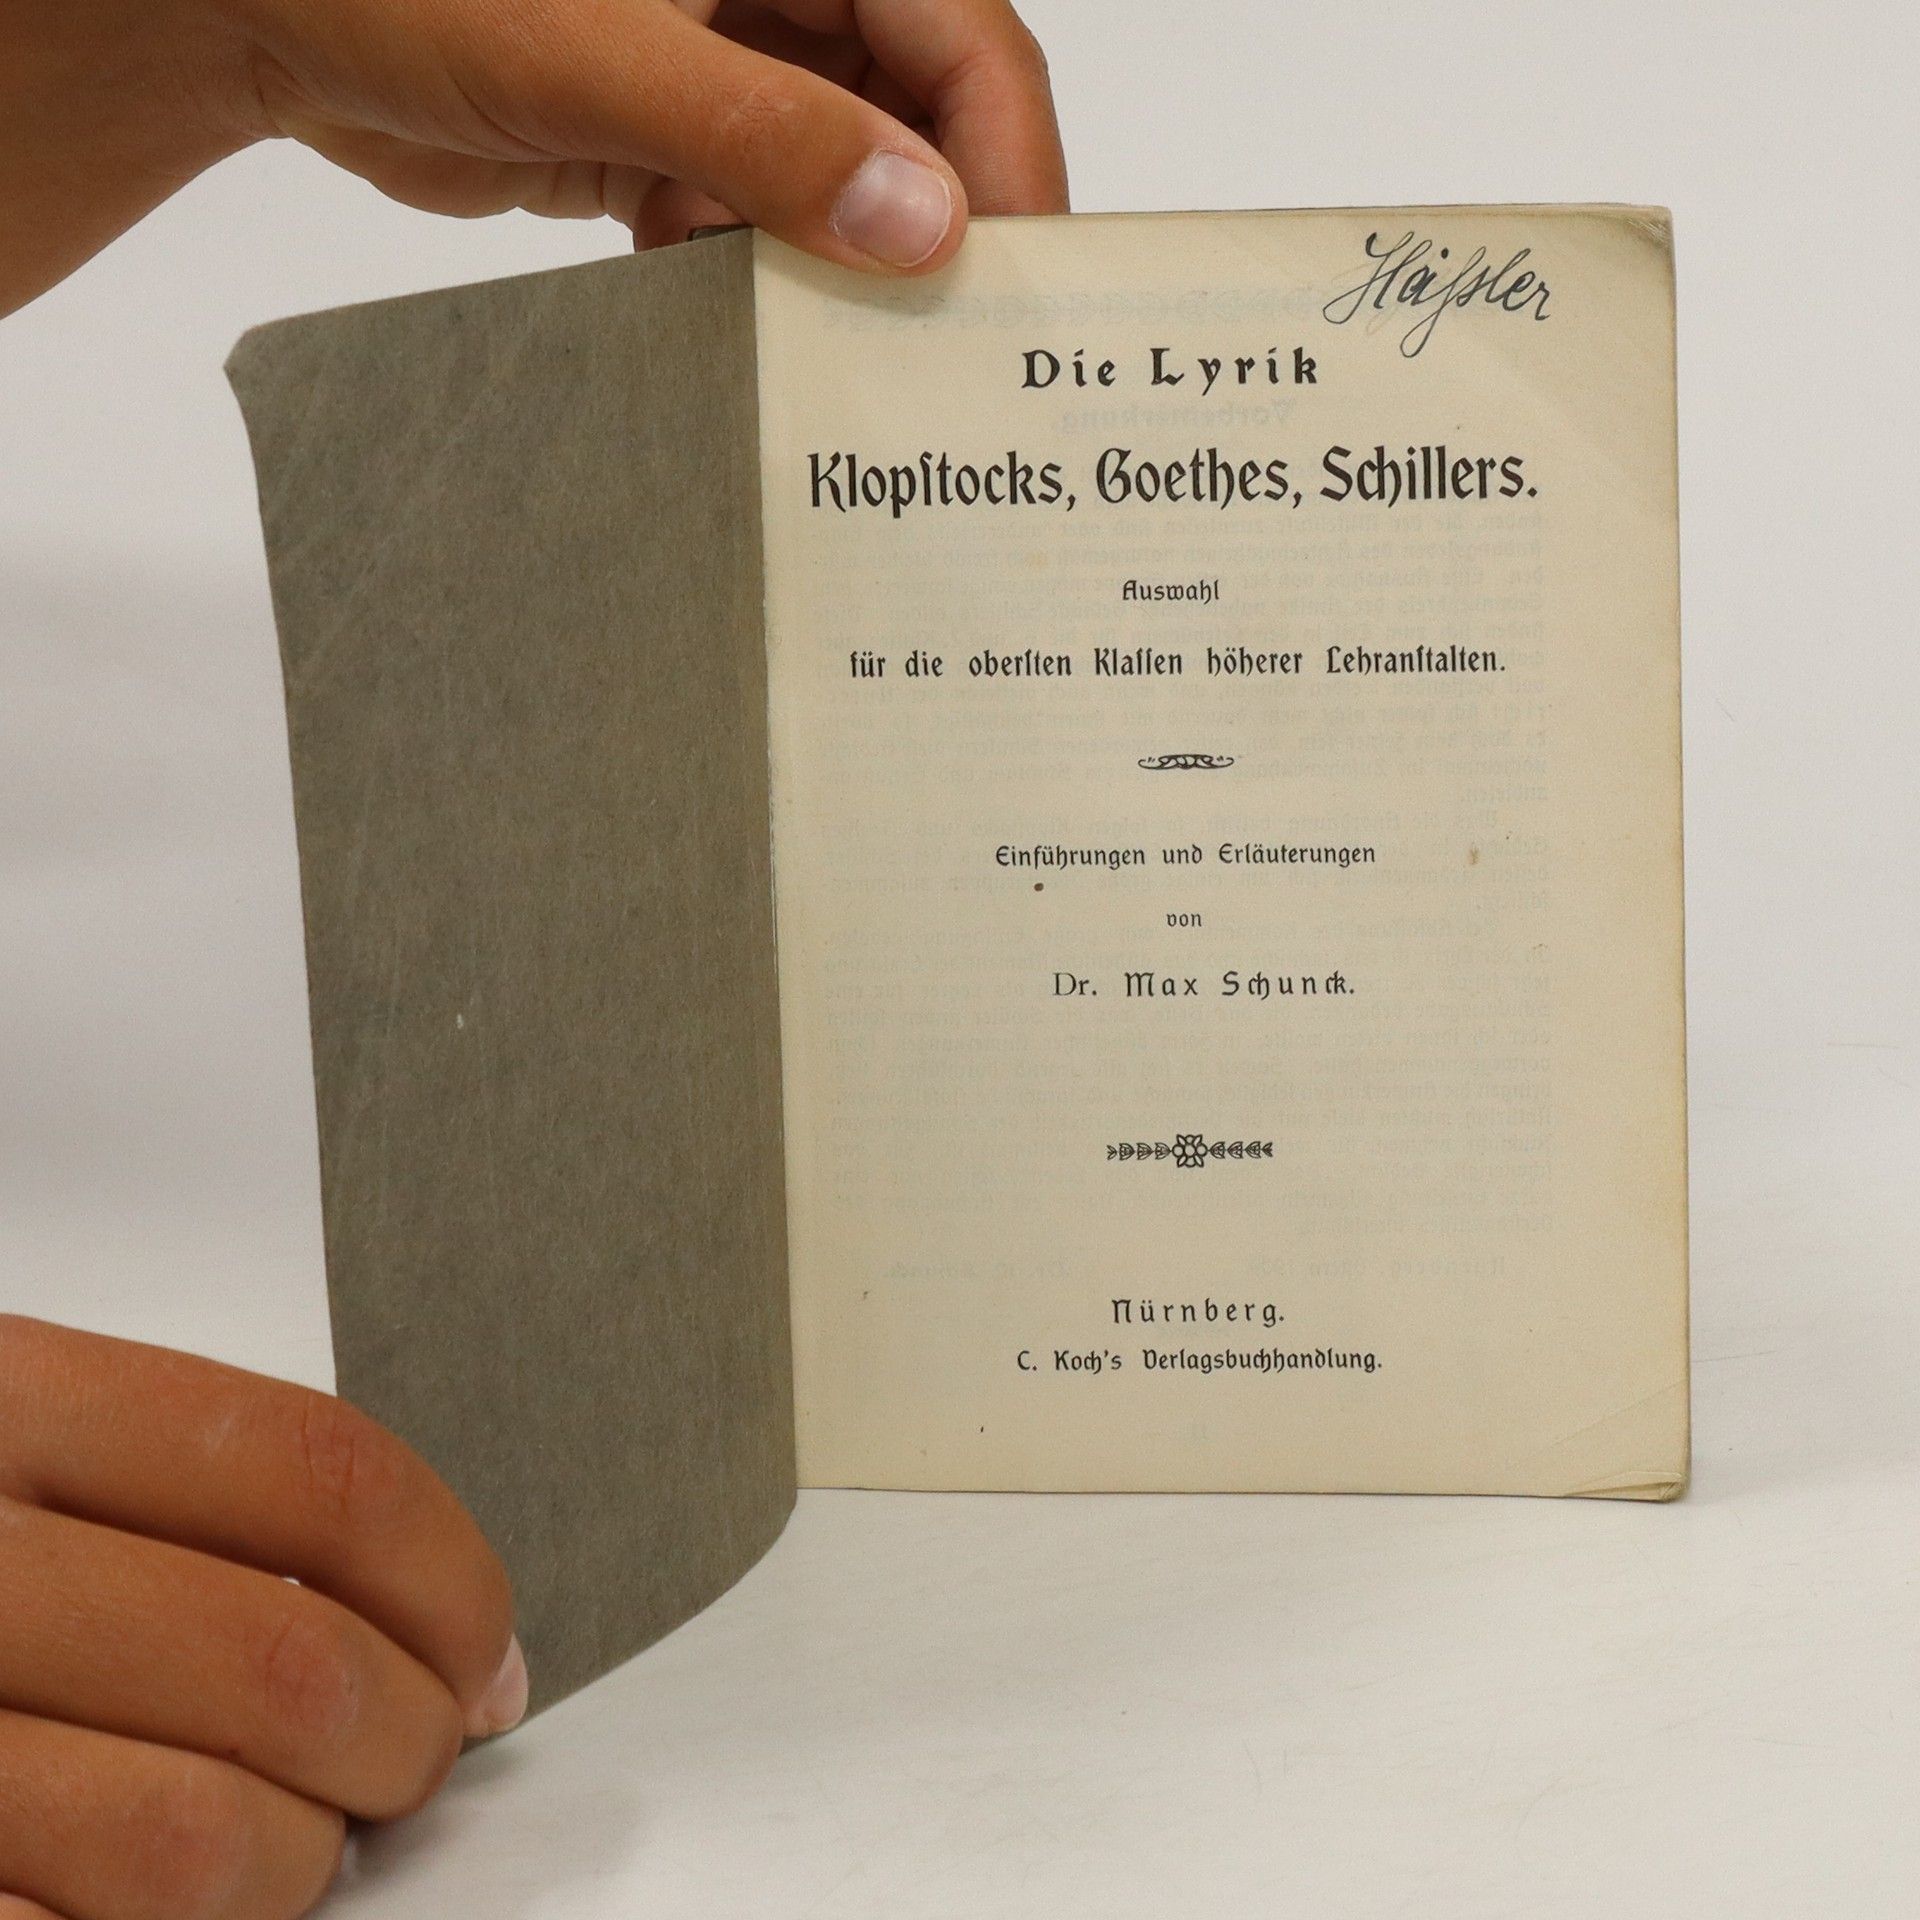 Häſsler
Die Lyrik
Klopſtocks, Goethes, Schillers.
Auswahl
für die oberſten Klaſſen höherer Lehranſtalten.
Einführungen und Erläuterungen
von
Dr. Max Schunck.
Nürnberg.
C. Koch's Verlagsbuchhandlung.